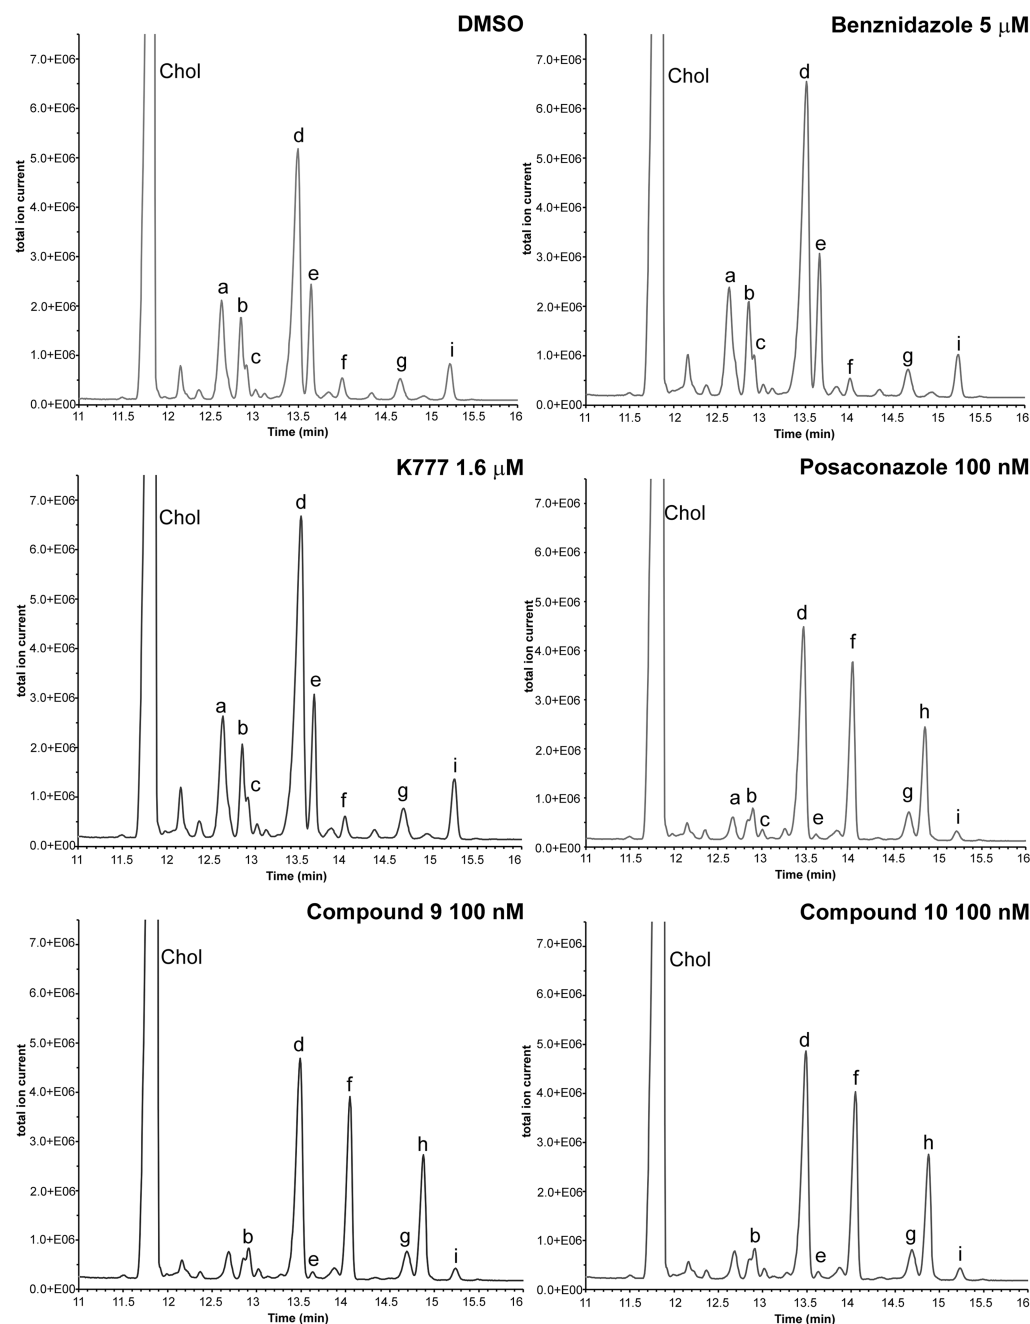 DMSO
7.0+E06
6.0+E06
5.0+E06
4.0+E06
3.0+E06
2.0+E06
1.0+E06
0.0+E06
total ion current
Chol
a
b
c
d
e
f
g
i
11 11.5 12 12.5 13 13.5 14 14.5 15 15.5 16
Time (min)
Benznidazole 5 μM
7.0+E06
6.0+E06
5.0+E06
4.0+E06
3.0+E06
2.0+E06
1.0+E06
0.0+E06
total ion current
Chol
a
b
c
d
e
f
g
i
11 11.5 12 12.5 13 13.5 14 14.5 15 15.5 16
Time (min)
K777 1.6 μM
7.0+E06
6.0+E06
5.0+E06
4.0+E06
3.0+E06
2.0+E06
1.0+E06
0.0+E06
total ion current
Chol
a
b
c
d
e
f
g
i
11 11.5 12 12.5 13 13.5 14 14.5 15 15.5 16
Time (min)
Posaconazole 100 nM
7.0+E06
6.0+E06
5.0+E06
4.0+E06
3.0+E06
2.0+E06
1.0+E06
0.0+E06
total ion current
Chol
a
b
c
d
e
f
g
h
i
11 11.5 12 12.5 13 13.5 14 14.5 15 15.5 16
Time (min)
Compound 9 100 nM
7.0+E06
6.0+E06
5.0+E06
4.0+E06
3.0+E06
2.0+E06
1.0+E06
0.0+E06
total ion current
Chol
b
d
e
f
g
h
i
11 11.5 12 12.5 13 13.5 14 14.5 15 15.5 16
Time (min)
Compound 10 100 nM
7.0+E06
6.0+E06
5.0+E06
4.0+E06
3.0+E06
2.0+E06
1.0+E06
0.0+E06
total ion current
Chol
b
d
e
f
g
h
i
11 11.5 12 12.5 13 13.5 14 14.5 15 15.5 16
Time (min)